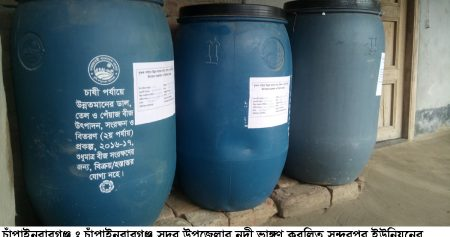 চাষী পর্যায়ে
উন্নতমানের ডাল,
তেল ও পেঁয়াজ বীজ
উৎপাদন, সংরক্ষণ ও
বিতরণ (২য় পর্যায়)
প্রকল্প, ২০১৬-১৭,
শুধুমাত্র বীজ সংরক্ষণের
জন্য, বিক্রয়/হস্তান্তর
যোগ্য নহে।
চাঁপাইনবাবগঞ্জ ঃ চাঁপাইনবাবগঞ্জ সদর উপজেলার নদী ভাঙ্গণ কবলিত সুন্দরপুর ইউনিয়নের